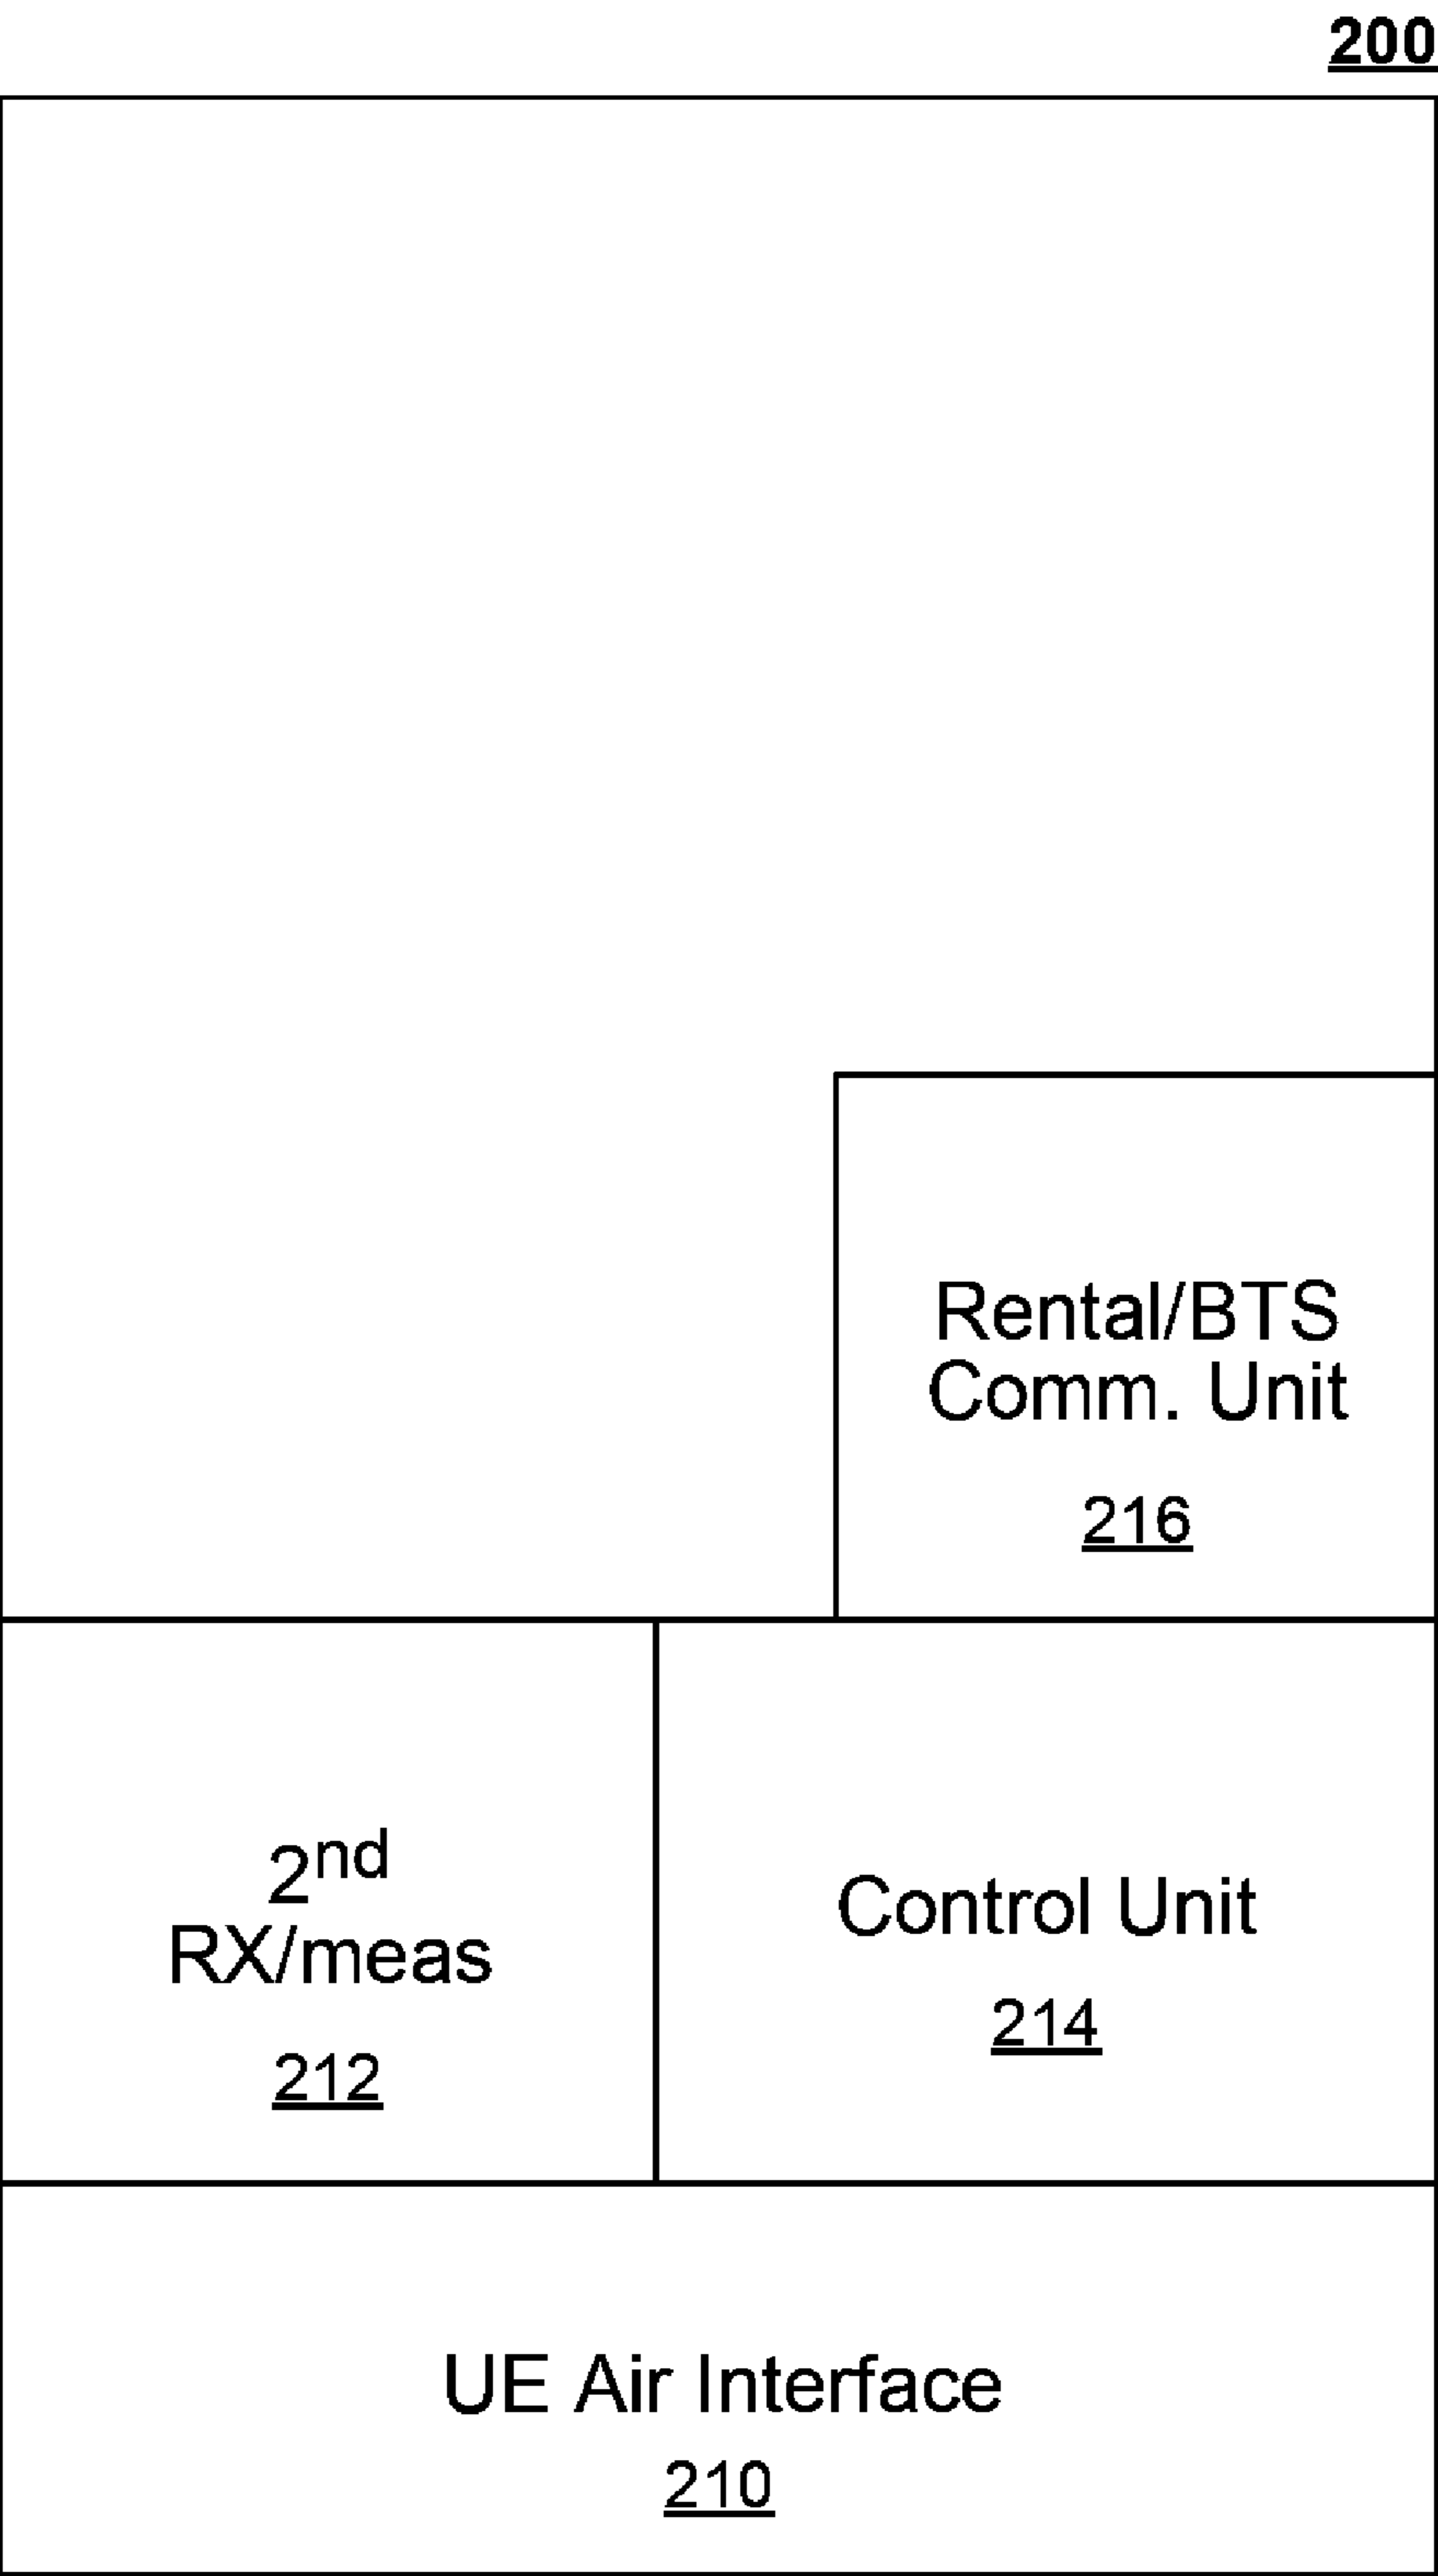 200
Rental/BTS
Comm. Unit
216
2nd
RX/meas
212
Control Unit
214
UE Air Interface
210